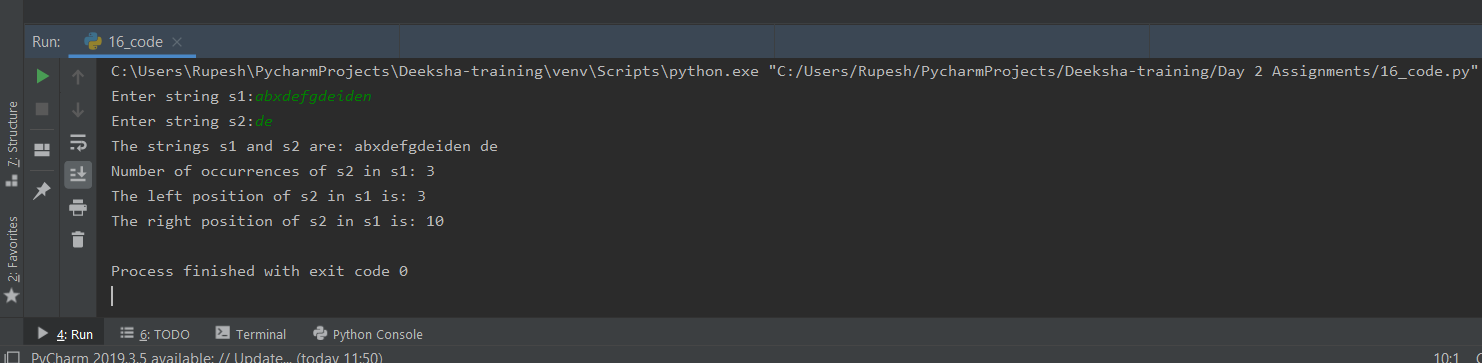 Run: 16_code
C:\Users\Rupesh\PycharmProjects\Deeksha-training\venv\Scripts\python.exe "C:/Users/Rupesh/PycharmProjects/Deeksha-training/Day 2 Assignments/16_code.py"
Enter string s1:abxdefgdeiden
Enter string s2:de
The strings s1 and s2 are: abxdefgdeiden de
Number of occurrences of s2 in s1: 3
The left position of s2 in s1 is: 3
The right position of s2 in s1 is: 10
Process finished with exit code 0
7: Structure
2: Favorites
4: Run 6: TODO Terminal Python Console
PyCharm 2019.3.5 available: // Update... (today 11:50) 10:1